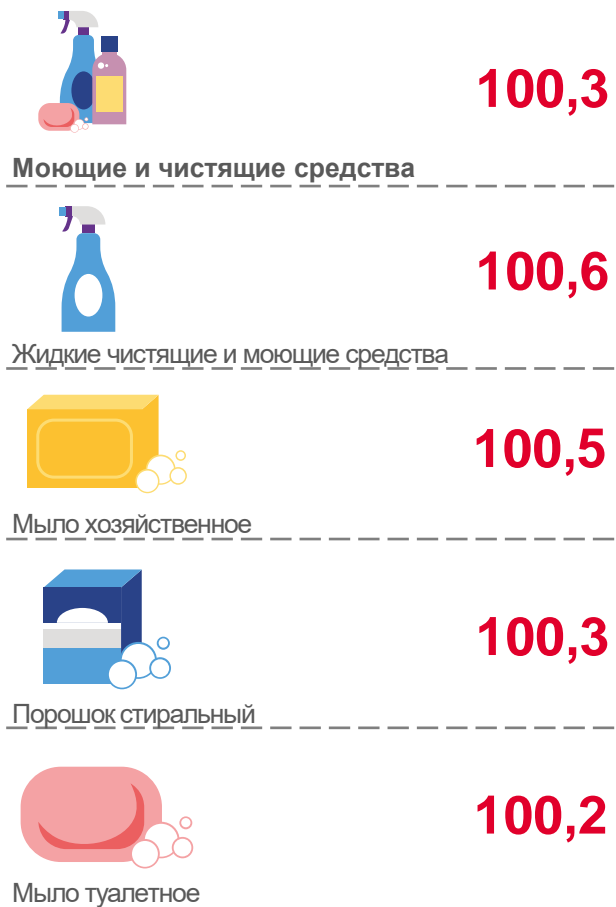 100,3
Моющие и чистящие средства
100,6
Жидкие чистящие и моющие средства
100,5
Мыло хозяйственное
100,3
Порошок стиральный
100,2
Мыло туалетное